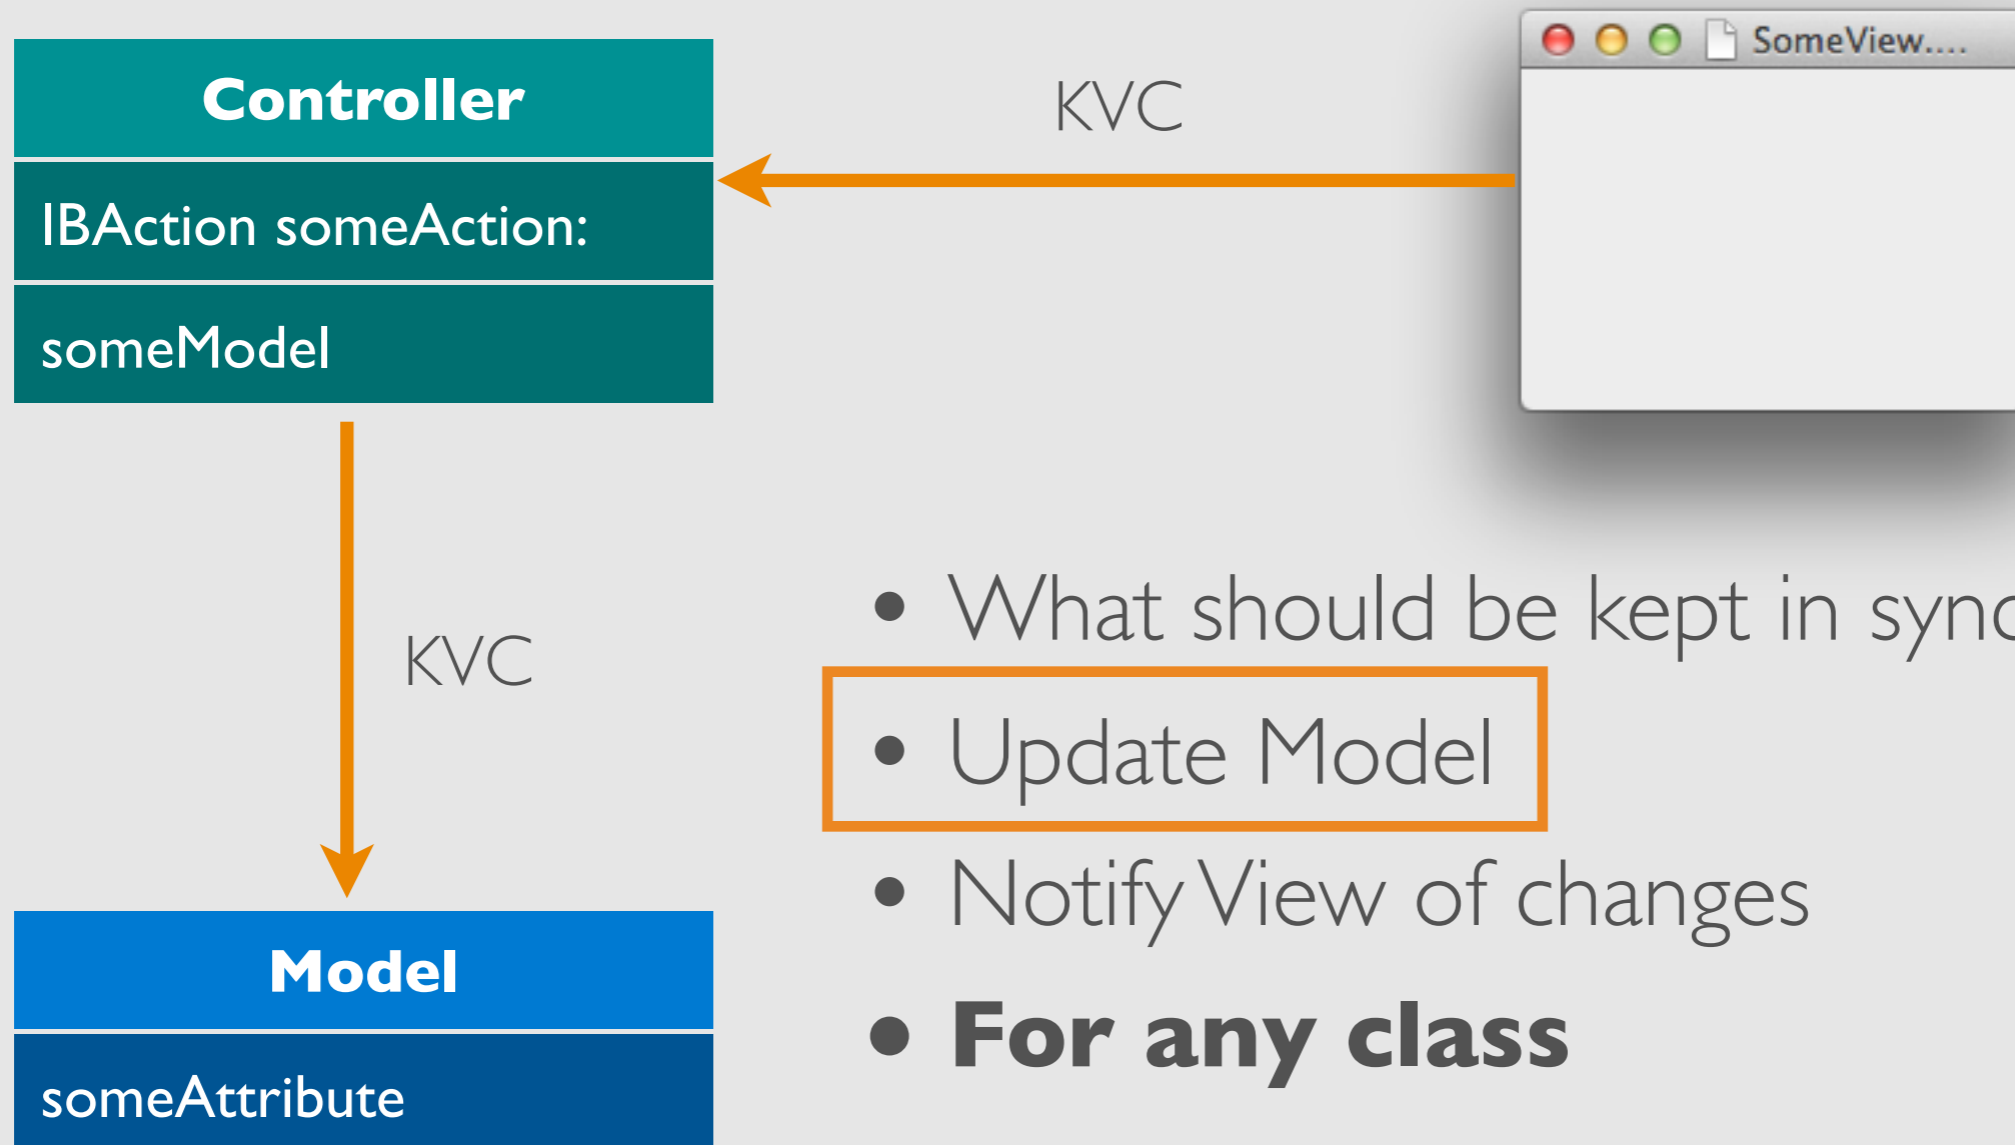 Controller
IBAction someAction:
someModel
KVC
SomeView....
KVC
• What should be kept in sync
• Update Model
• Notify View of changes
• For any class
Model
someAttribute